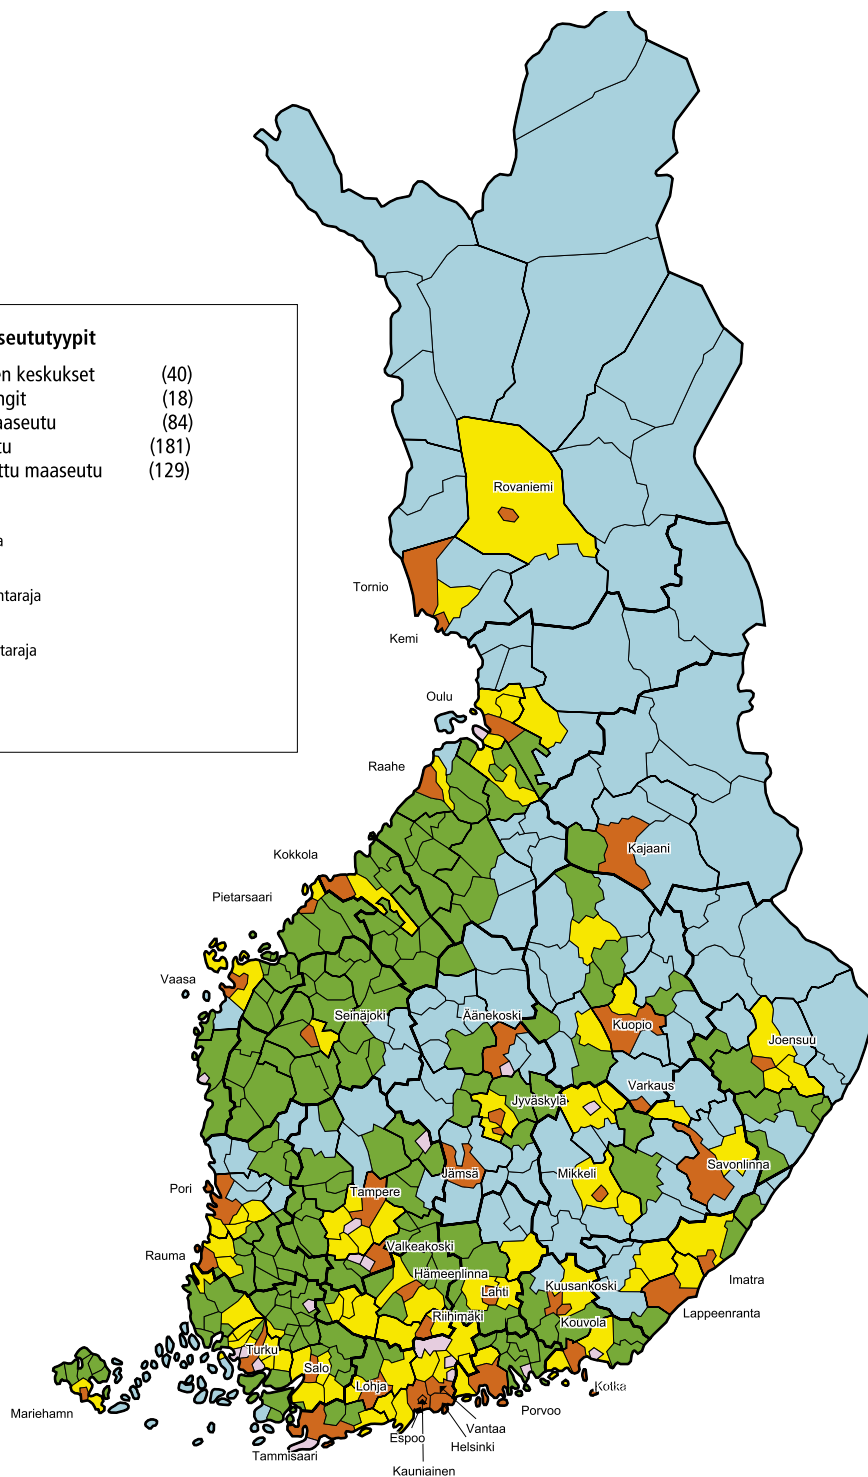 seututyypit
en keskukset (40)
ngit (18)
aaseutu (84)
tu (181)
ttu maaseutu (129)
a
ntaraja
taraja
Rovaniemi
Tornio
Kemi
Oulu
Raahe
Kajaani
Kokkola
Pietarsaari
Vaasa
Seinäjoki
Äänekoski
Kuopio
Joensuu
Varkaus
Jyväskylä
Savonlinna
Jämsä
Mikkeli
Pori
Tampere
Valkeakoski
Rauma
Hämeenlinna
Imatra
Lahti
Kuusankoski
Lappeenranta
Riihimäki
Kouvola
Turku
Salo
Lohja
Kotka
Mariehamn
Porvoo
Vantaa
Espoo
Helsinki
Tammisaari
Kauniainen